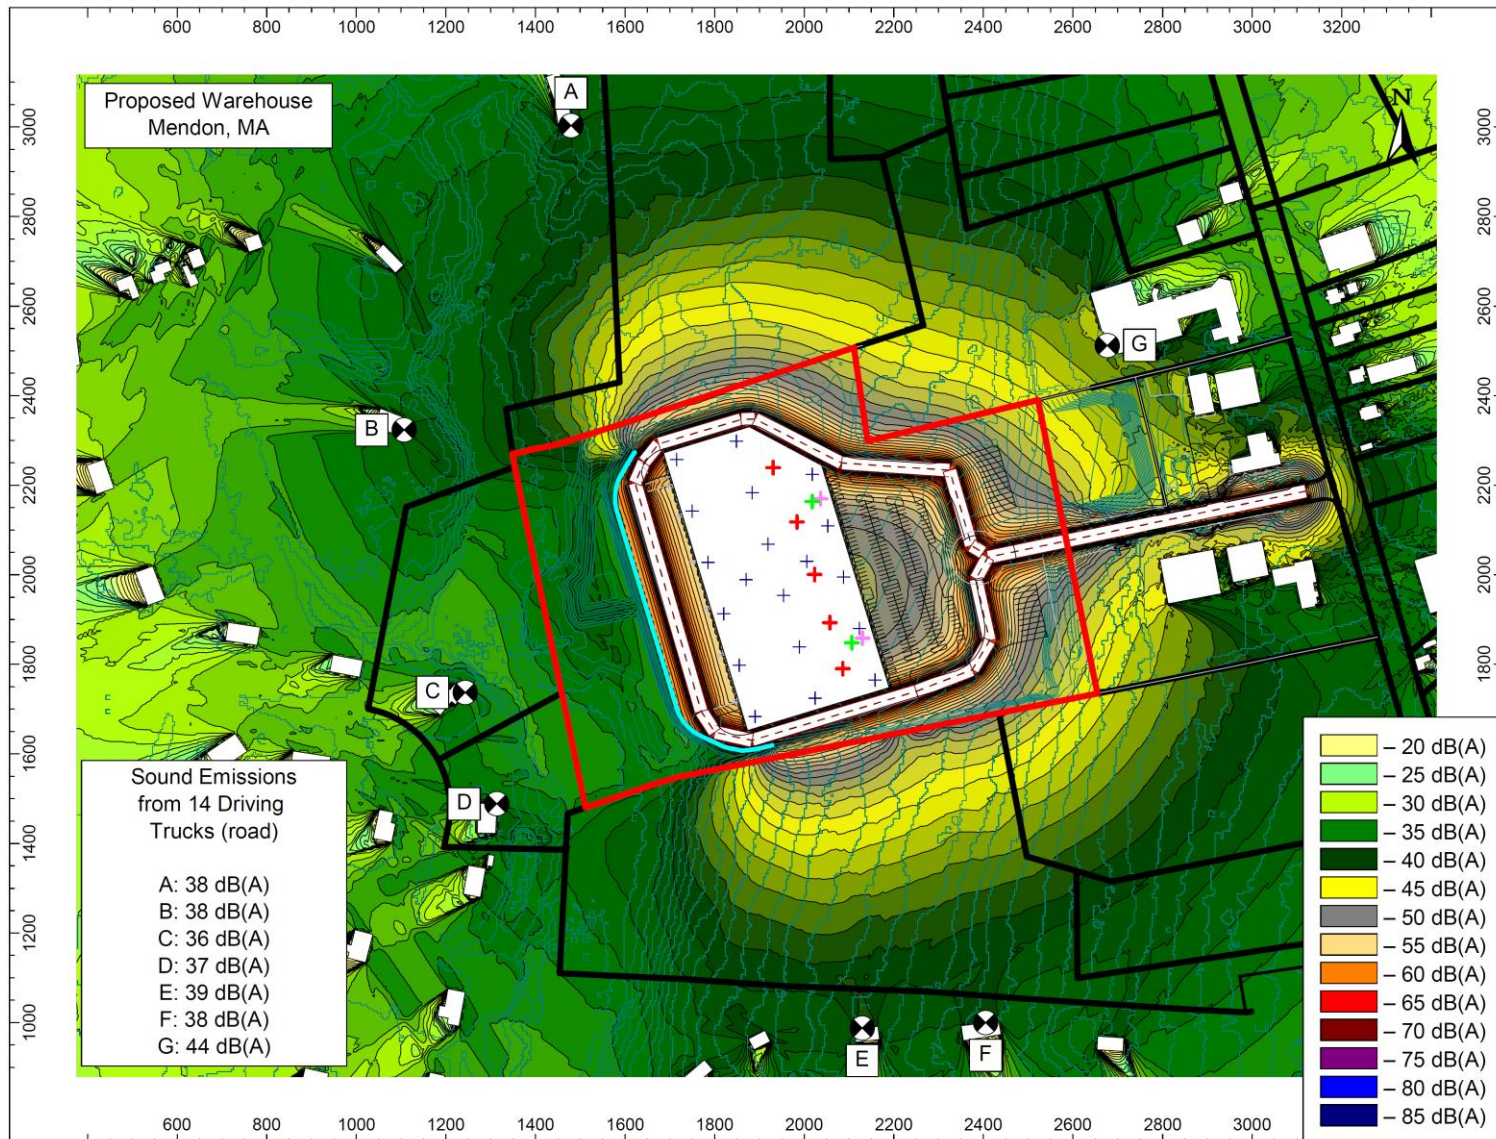 600 800 1000 1200 1400 1600 1800 2000 2200 2400 2600 2800 3000 3200
Proposed Warehouse
Mendon, MA
A
N
3000 3000
2800 2800
2600 2600
G
2400 2400
B
2200 2200
2000 2000
1800 1800
C
1600
Sound Emissions
from 14 Driving
Trucks (road)
A: 38 dB(A)
B: 38 dB(A)
C: 36 dB(A)
D: 37 dB(A)
E: 39 dB(A)
F: 38 dB(A)
G: 44 dB(A)
D
1400
1200
1000
E
F
– 20 dB(A)
– 25 dB(A)
– 30 dB(A)
– 35 dB(A)
– 40 dB(A)
– 45 dB(A)
– 50 dB(A)
– 55 dB(A)
– 60 dB(A)
– 65 dB(A)
– 70 dB(A)
– 75 dB(A)
– 80 dB(A)
– 85 dB(A)
600 800 1000 1200 1400 1600 1800 2000 2200 2400 2600 2800 3000